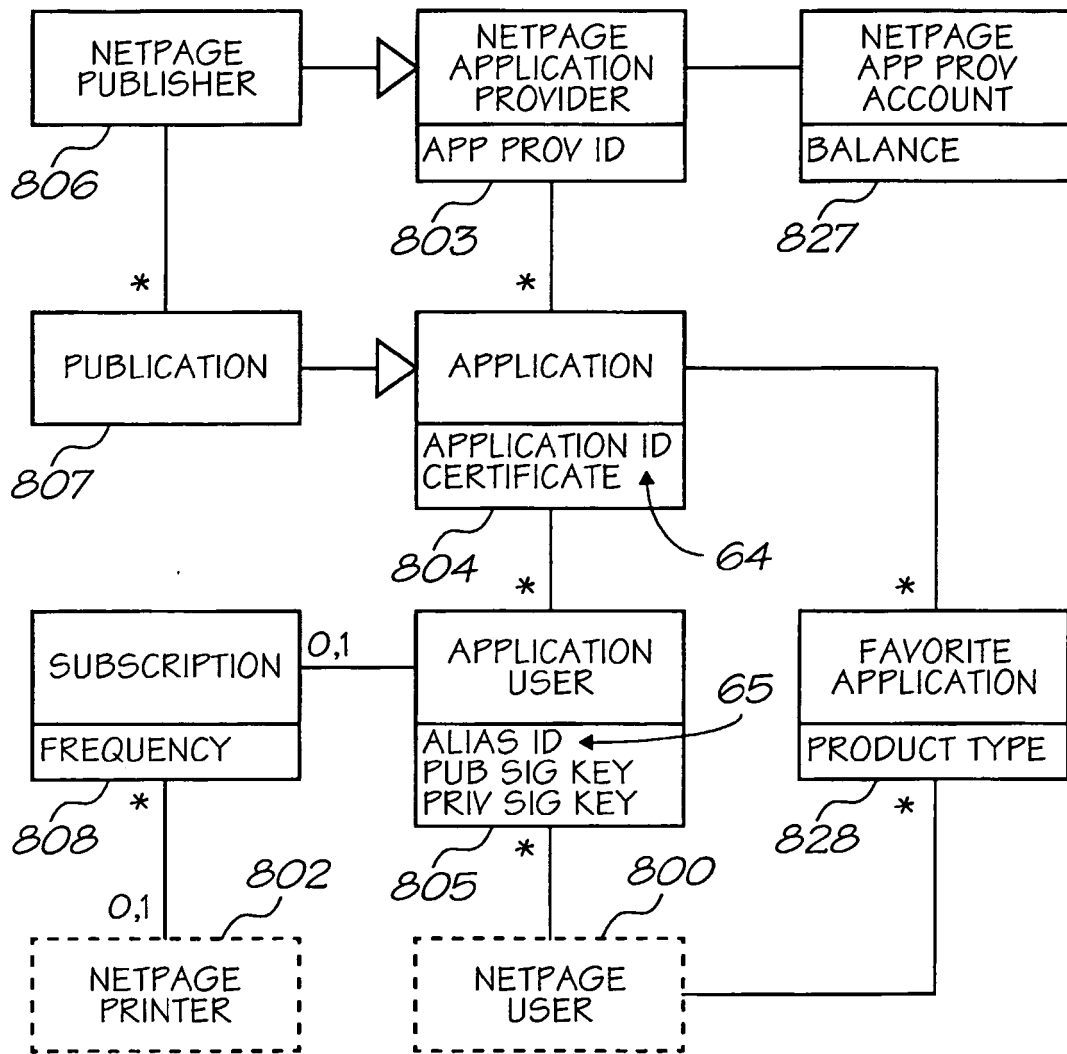 NETPAGE
PUBLISHER
NETPAGE
APPLICATION
PROVIDER
APP PROV ID
NETPAGE
APP PROV
ACCOUNT
BALANCE
806
803
827
*
*
PUBLICATION
APPLICATION
APPLICATION ID
CERTIFICATE
807
804
64
*
*
SUBSCRIPTION
FREQUENCY
0,1
APPLICATION
USER
ALIAS ID
PUB SIG KEY
PRIV SIG KEY
65
FAVORITE
APPLICATION
PRODUCT TYPE
808
*
805
*
828
*
802
800
0,1
NETPAGE
PRINTER
NETPAGE
USER